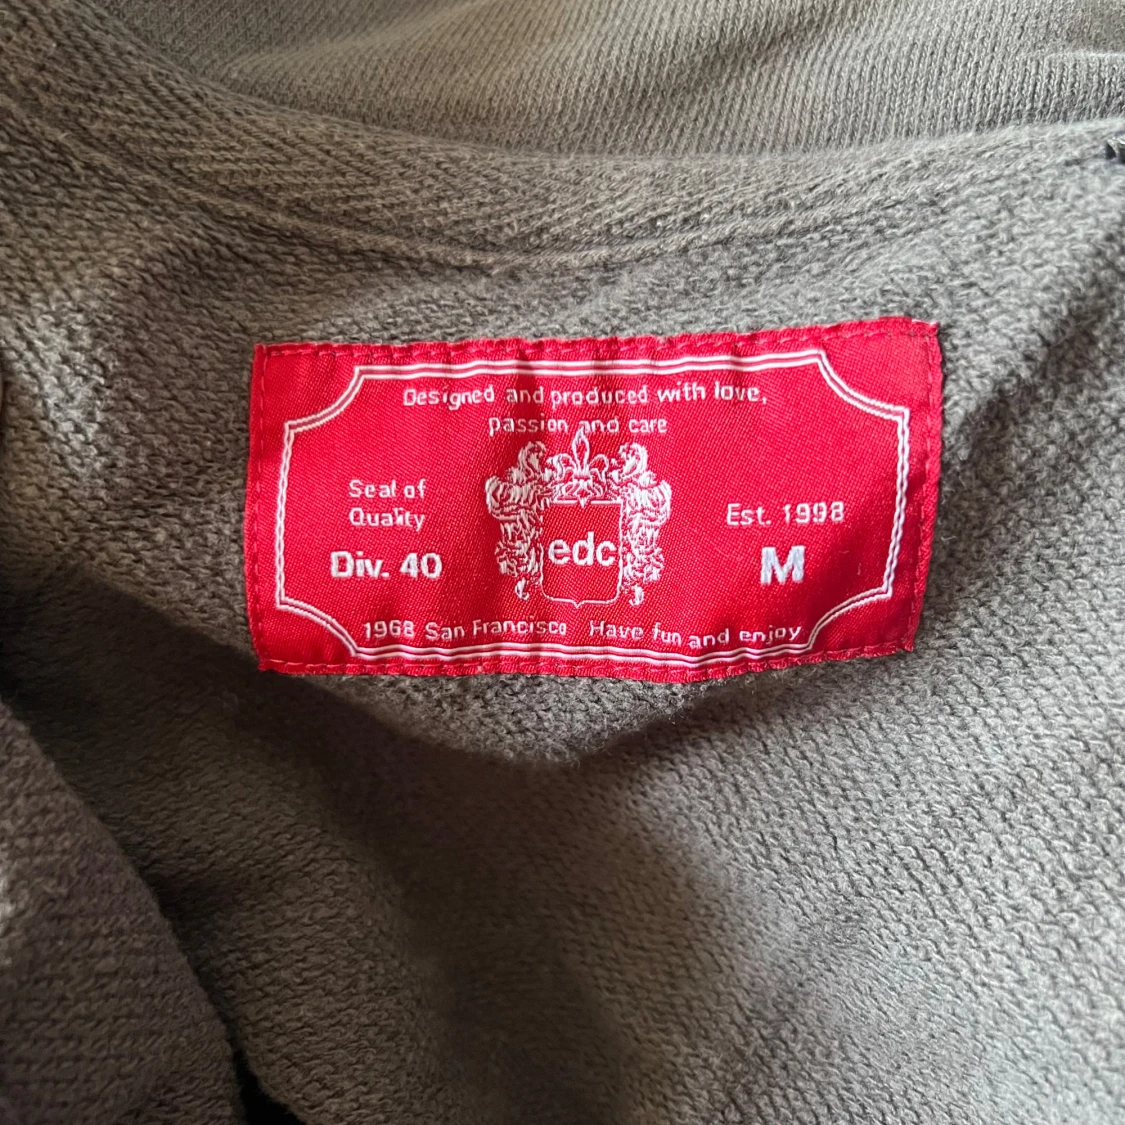 Designed and produced with love,
passion and care
Seal of
Quality
Div. 40
edc
Est. 1998
M
1968 San Francisco Have fun and enjoy